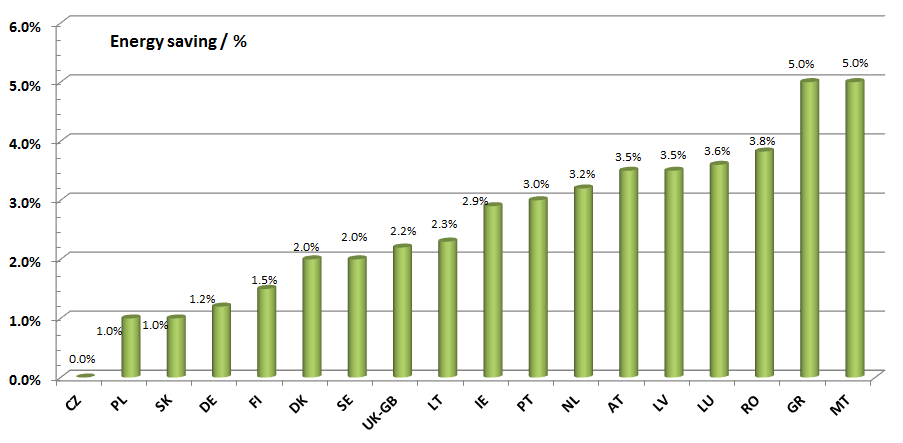 Energy saving / %
6.0%
5.0%
4.0%
3.0%
2.0%
1.0%
0.0%
0.0%
1.0%
1.0%
1.2%
1.5%
2.0%
2.0%
2.2%
2.3%
2.9%
3.0%
3.2%
3.5%
3.5%
3.6%
3.8%
5.0%
5.0%
CZ
PL
SK
DE
FI
DK
SE
UK-GB
LT
IE
PT
NL
AT
LV
LU
RO
GR
MT